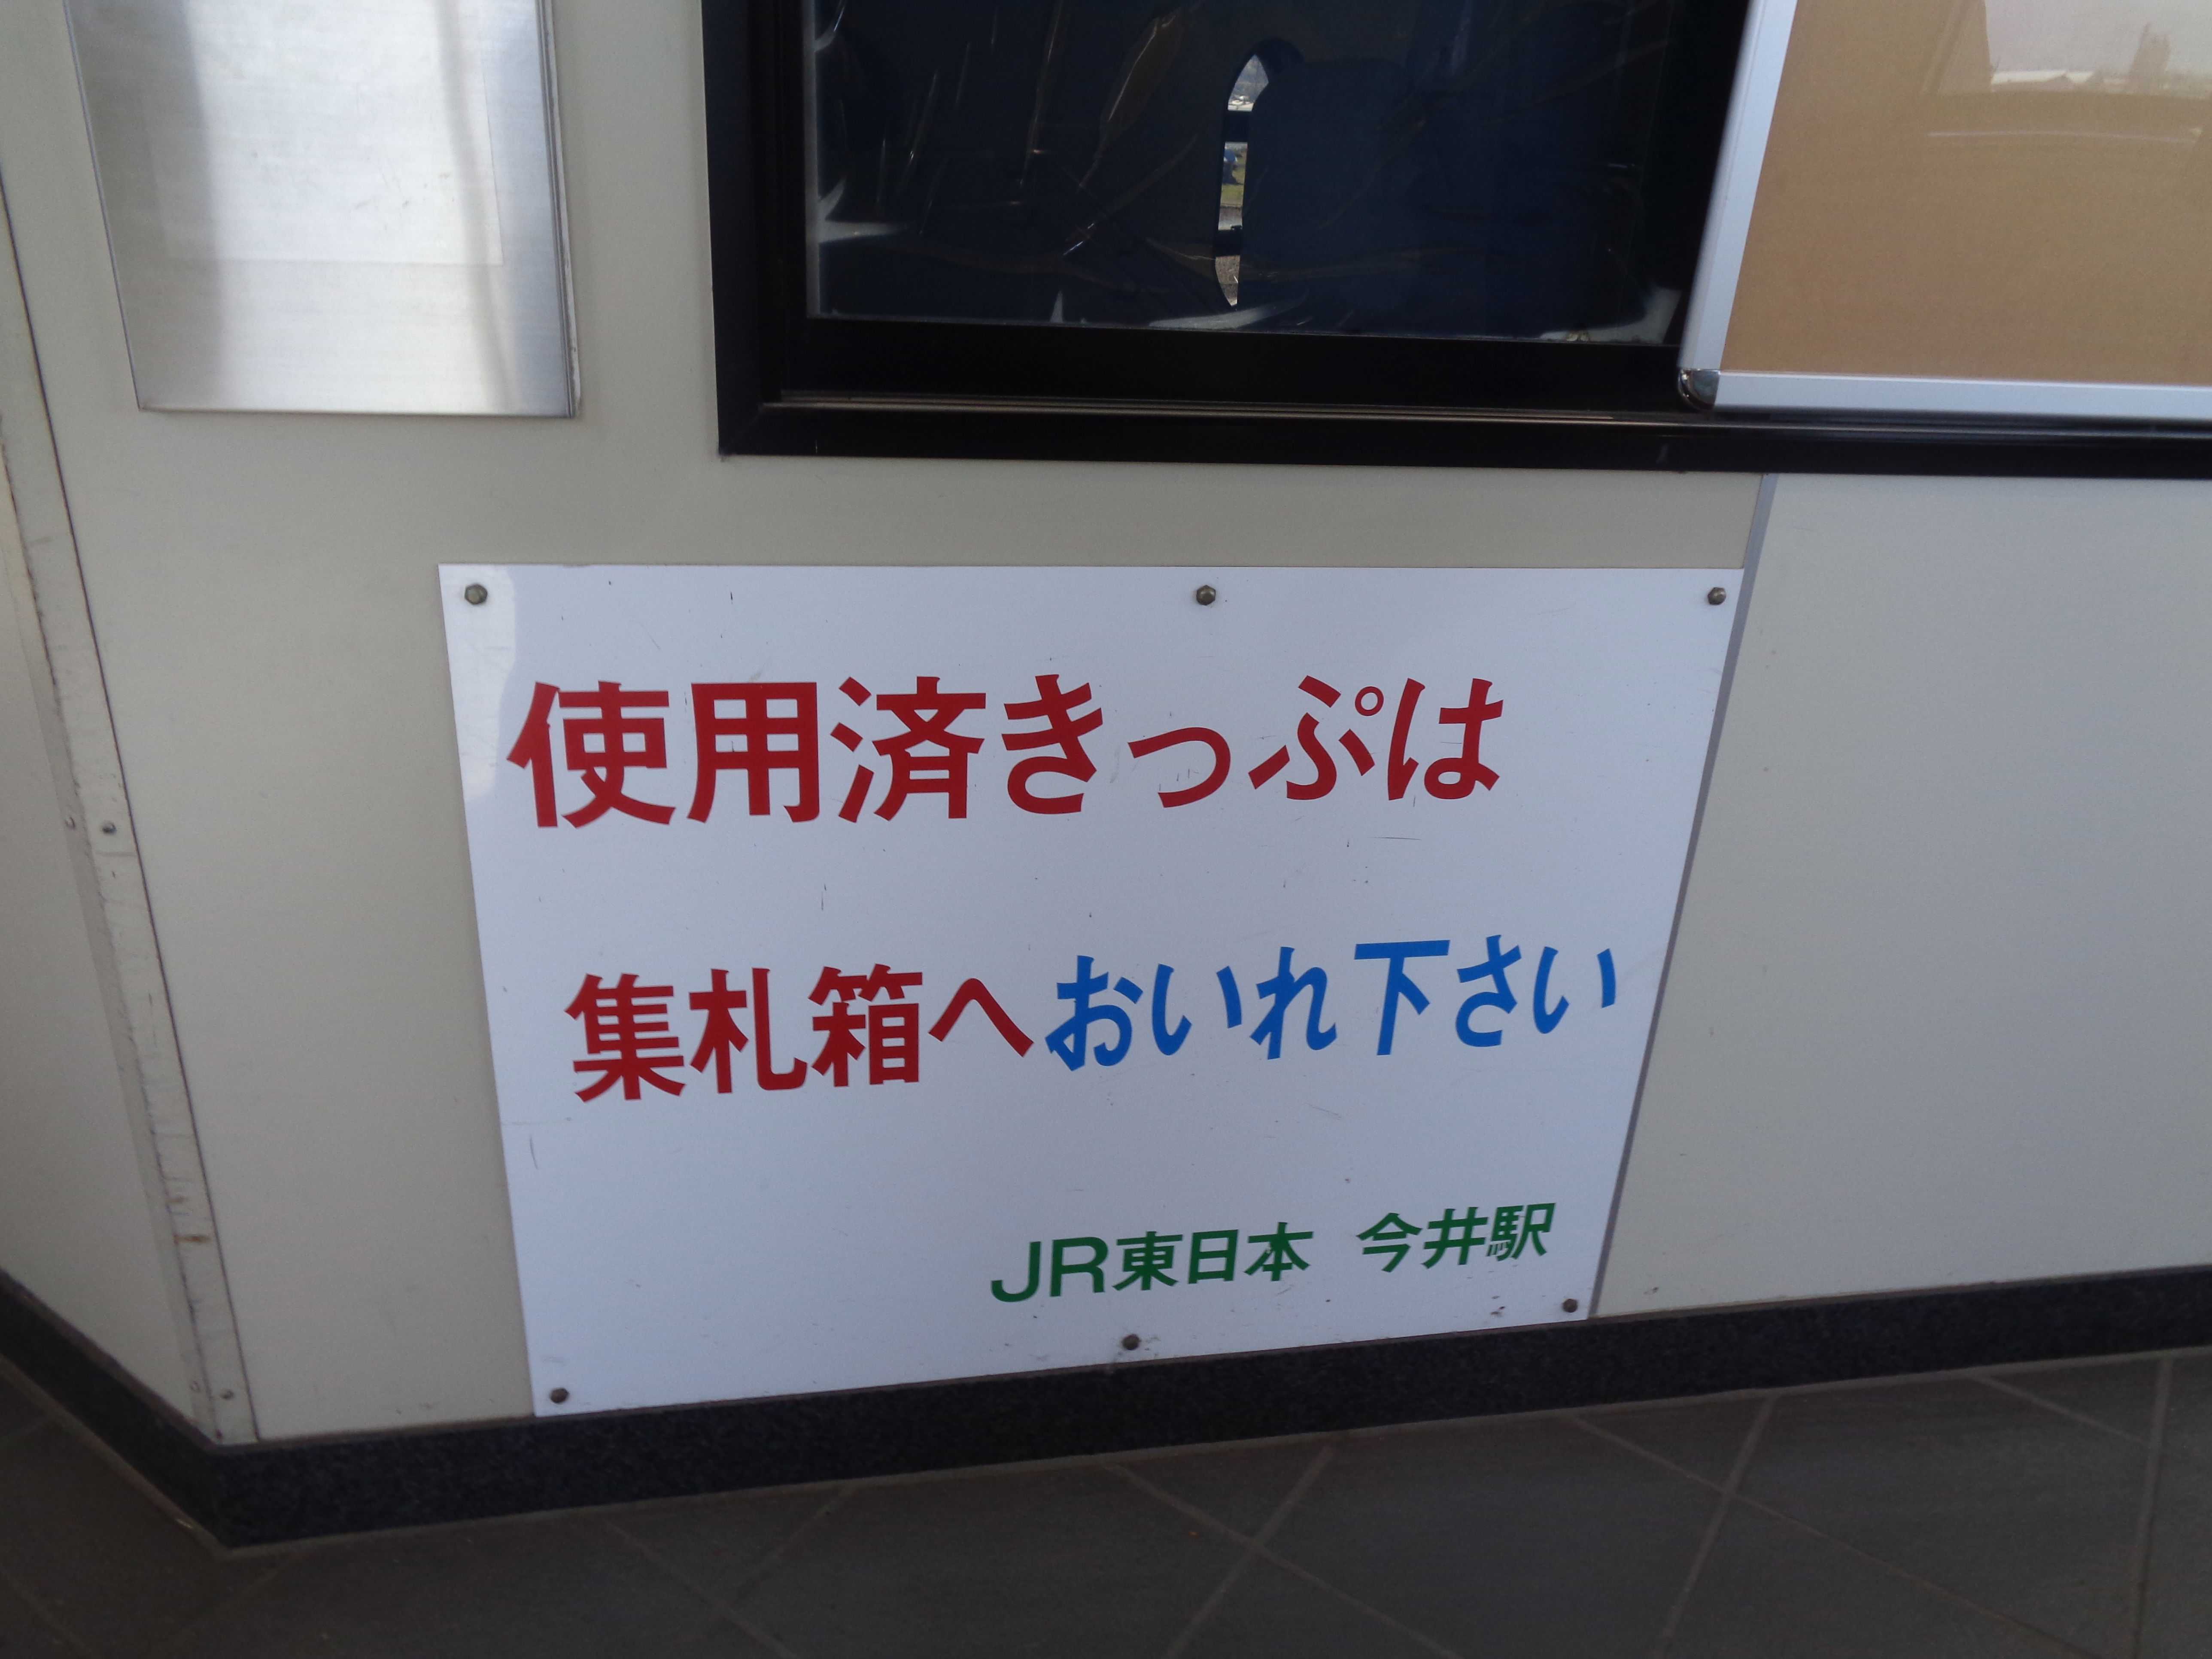 使用済きっぷは
集札箱へおいれ下さい
JR東日本 今井駅